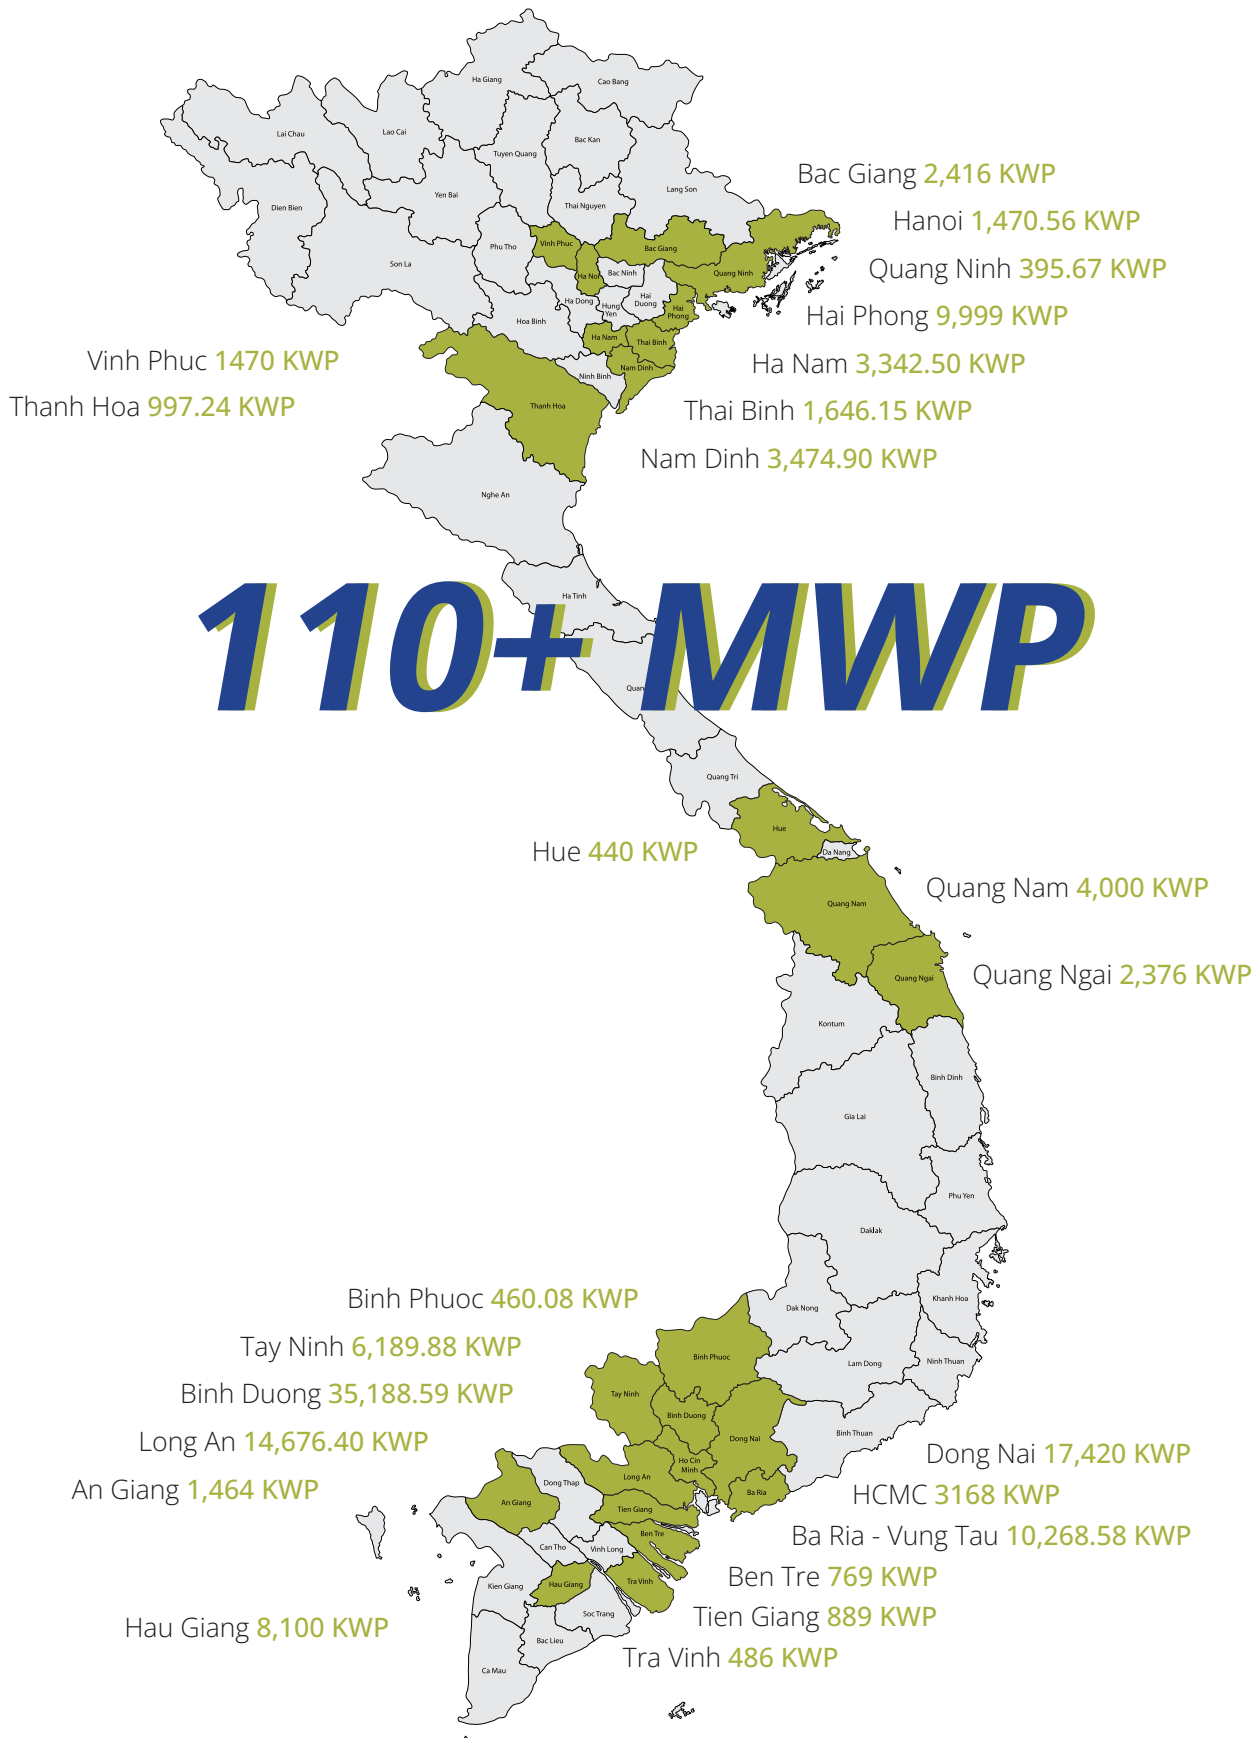 Ha Giang
Cao Bang
Lai Chau
Lao Cai
Bac Kan
Tuyen Quang
Bac Giang 2,416 KWP
Lang Son
Yen Bai
Thai Nguyen
Dien Bien
Hanoi 1,470.56 KWP
Phu Tho
Vinh Phuc
Bac Giang
Son La
Quang Ninh 395.67 KWP
Ha Noi
Bac Ninh
Quang Ninh
Ha Dong
Hung
Yen
Hai
Duong
Hai
Phong
Hai Phong 9,999 KWP
Hoa Binh
Ha Nam
Thai Binh
Vinh Phuc 1470 KWP
Ha Nam 3,342.50 KWP
Ninh Binh
Nam Dinh
Thanh Hoa 997.24 KWP
Thanh Hoa
Thai Binh 1,646.15 KWP
Nam Dinh 3,474.90 KWP
Nghe An
Ha Tinh
110+ MWP
Quan
Quang Tri
Hue
Hue 440 KWP
Da Nang
Quang Nam 4,000 KWP
Quang Nam
Quang Ngai
Quang Ngai 2,376 KWP
Kontum
Binh Dinh
Gia Lai
Phu Yen
Daklak
Binh Phuoc 460.08 KWP
Dak Nong
Khanh Hoa
Tay Ninh 6,189.88 KWP
Binh Phuoc
Lam Dong
Ninh Thuan
Binh Duong 35,188.59 KWP
Tay Ninh
Binh Duong
Long An 14,676.40 KWP
Dong Nai
Binh Thuan
Dong Nai 17,420 KWP
Ho Cin
Minh
An Giang 1,464 KWP
Dong Thap
Long An
Ba Ria
HCMC 3168 KWP
An Giang
Tien Giang
Ben Tre
Ba Ria - Vung Tau 10,268.58 KWP
Can Tho
Vinh Long
Ben Tre 769 KWP
Kien Giang
Hau Giang
Tra Vinh
Tien Giang 889 KWP
Hau Giang 8,100 KWP
Soc Trang
Bac Lieu
Tra Vinh 486 KWP
Ca Mau